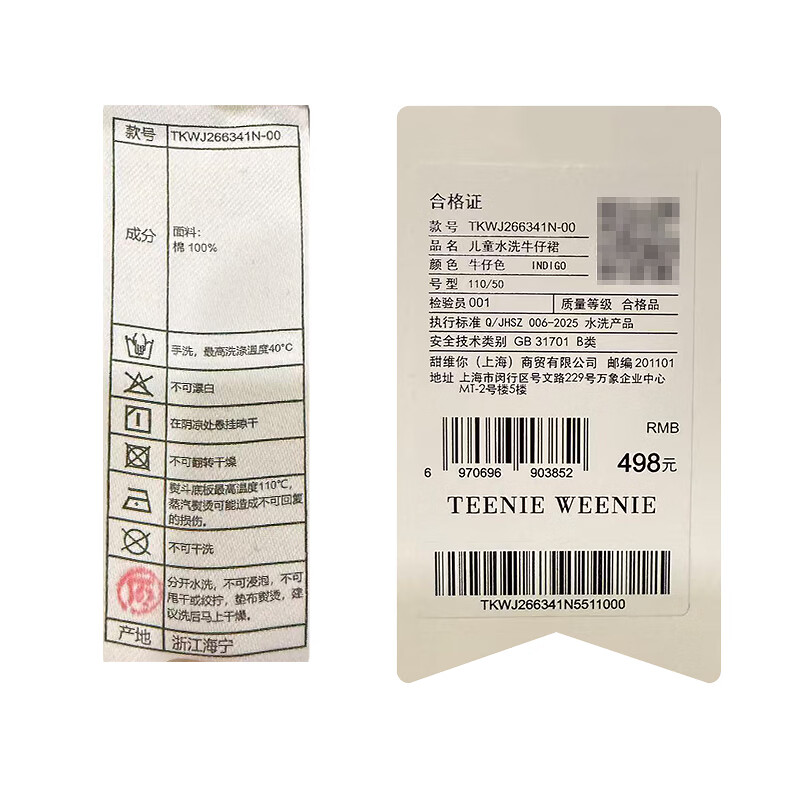 款号 TKWJ266341N-00
成分
面料：
棉 100%
手洗，最高洗涤温度40°C
不可漂白
在阴凉处悬挂晾干
不可翻转干燥
熨斗底板最高温度110℃，
蒸汽熨烫可能造成不可回复
的损伤。
不可干洗
分开水洗，不可浸泡，不可
甩干或绞拧，垫布熨烫，建
议洗后马上干燥。
产地 浙江海宁
合格证
款号 TKWJ266341N-00
品名 儿童水洗牛仔裙
颜色 牛仔色 INDIGO
号型 110/50
检验员001 质量等级 合格品
执行标准 Q/JHSZ 006-2025 水洗产品
安全技术类别 GB 31701 B类
甜维你（上海）商贸有限公司 邮编 201101
地址 上海市闵行区号文路229号万象企业中心
MT-2号楼5楼
RMB
6 970696 903852
498元
TEENIE WEENIE
TKWJ266341N5511000